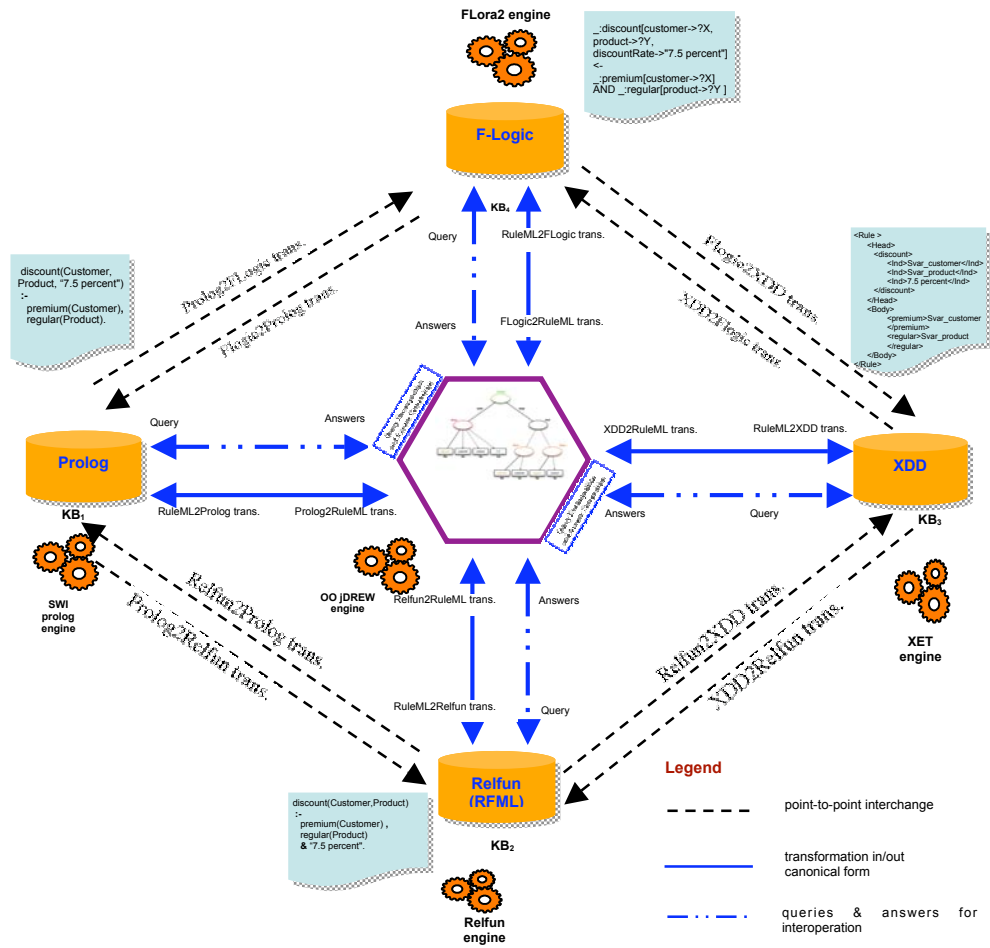 FLora2 engine
_:discount[customer->?X,
product->?Y,
discountRate->"7.5 percent"]
<-
_:premium[customer->?X]
AND _:regular[product->?Y ]
F-Logic
KB4
Query
RuleML2FLogic trans.
Answers
FLogic2RuleML trans.
discount(Customer,
Product, "7.5 percent")
:-
premium(Customer),
regular(Product).
Prolog2FLogic trans.
Flogic2Prolog trans.
Flogic2XDD trans.
XDD2Flogic trans.
<Rule >
<Head>
<discount>
<Ind>Svar_customer</Ind>
<Ind>Svar_product</Ind>
<Ind>7.5 percent</Ind>
</discount>
</Head>
<Body>
<premium>Svar_customer
</premium>
<regular>Svar_product
</regular>
</Body>
</Rule>
Query
Answers
Prolog
RuleML2Prolog trans.
Prolog2RuleML trans.
KB1
SWI
prolog
engine
XDD2RuleML trans.
RuleML2XDD trans.
XDD
Answers
Query
KB3
XET
engine
OO jDREW
engine
Relfun2RuleML trans.
Answers
RuleML2Relfun trans.
Query
Relfun2Prolog trans.
Prolog2Relfun trans.
Relfun2XDD trans.
XDD2Relfun trans.
Relfun
(RFML)
KB2
Relfun
engine
discount(Customer,Product)
:-
premium(Customer) ,
regular(Product)
& "7.5 percent".
Legend
point-to-point interchange
transformation in/out
canonical form
queries & answers for
interoperation